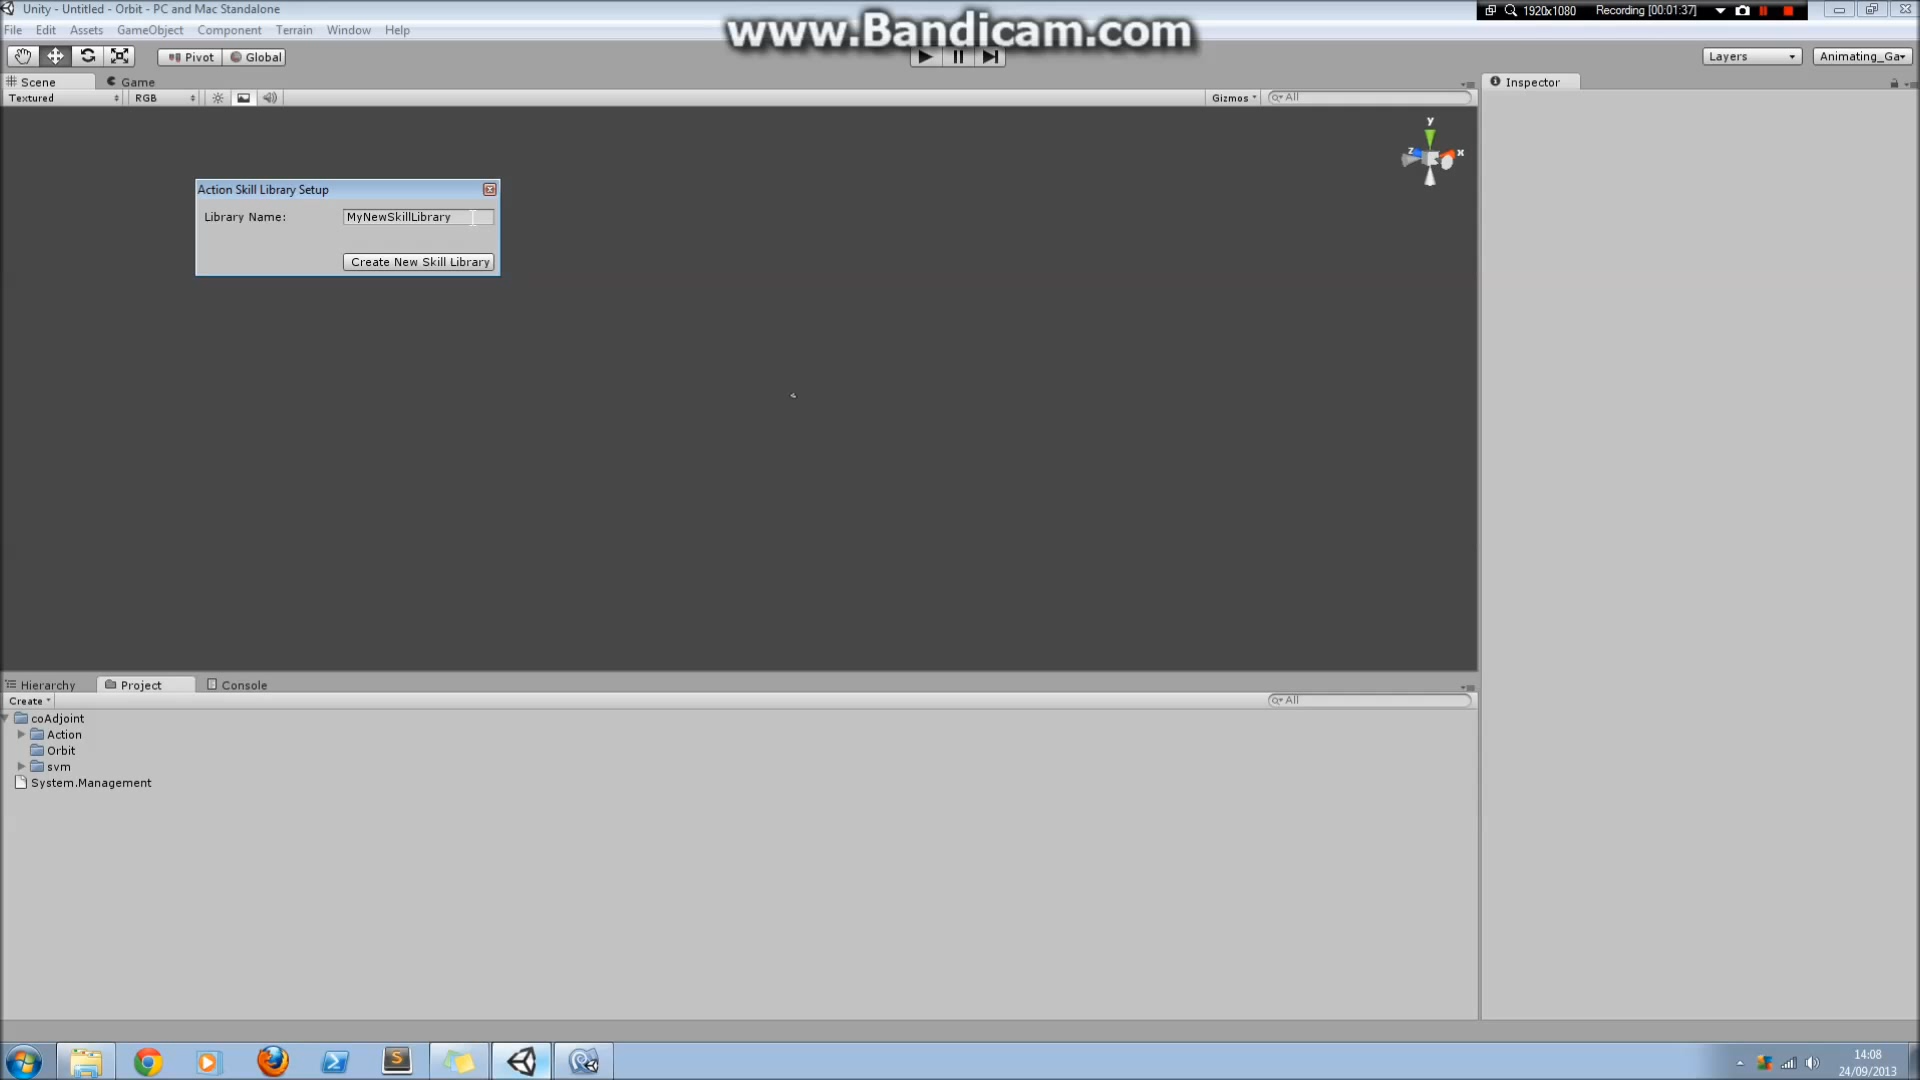 Unity - Untitled - Orbit - PC and Mac Standalone
www.Bandicam.com
1920x1080 Recording [00:01:37]
File Edit Assets GameObject Component Terrain Window Help
Pivot Global
Layers Animating_Ga
Scene Game
Inspector
Textured RGB
Gizmos All
y
z x
Action Skill Library Setup
Library Name: MyNewSkillLibrary
Create New Skill Library
Hierarchy Project Console
Create All
coAdjoint
Action
Orbit
svm
System.Management
S
14:08
24/09/2013